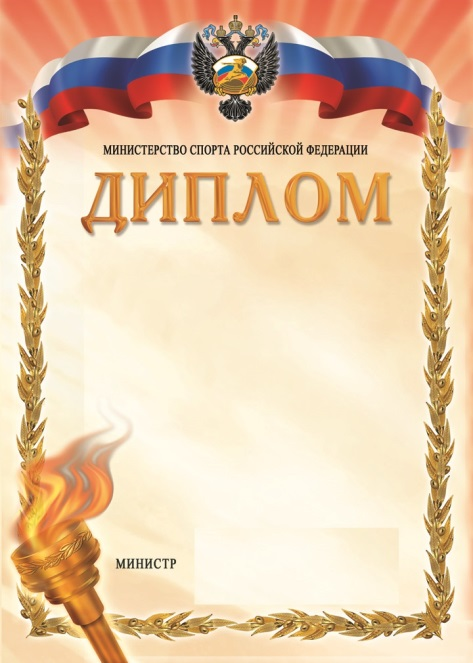 МИНИСТЕРСТВО СПОРТА РОССИЙСКОЙ ФЕДЕРАЦИИ
ДИПЛОМ
МИНИСТР